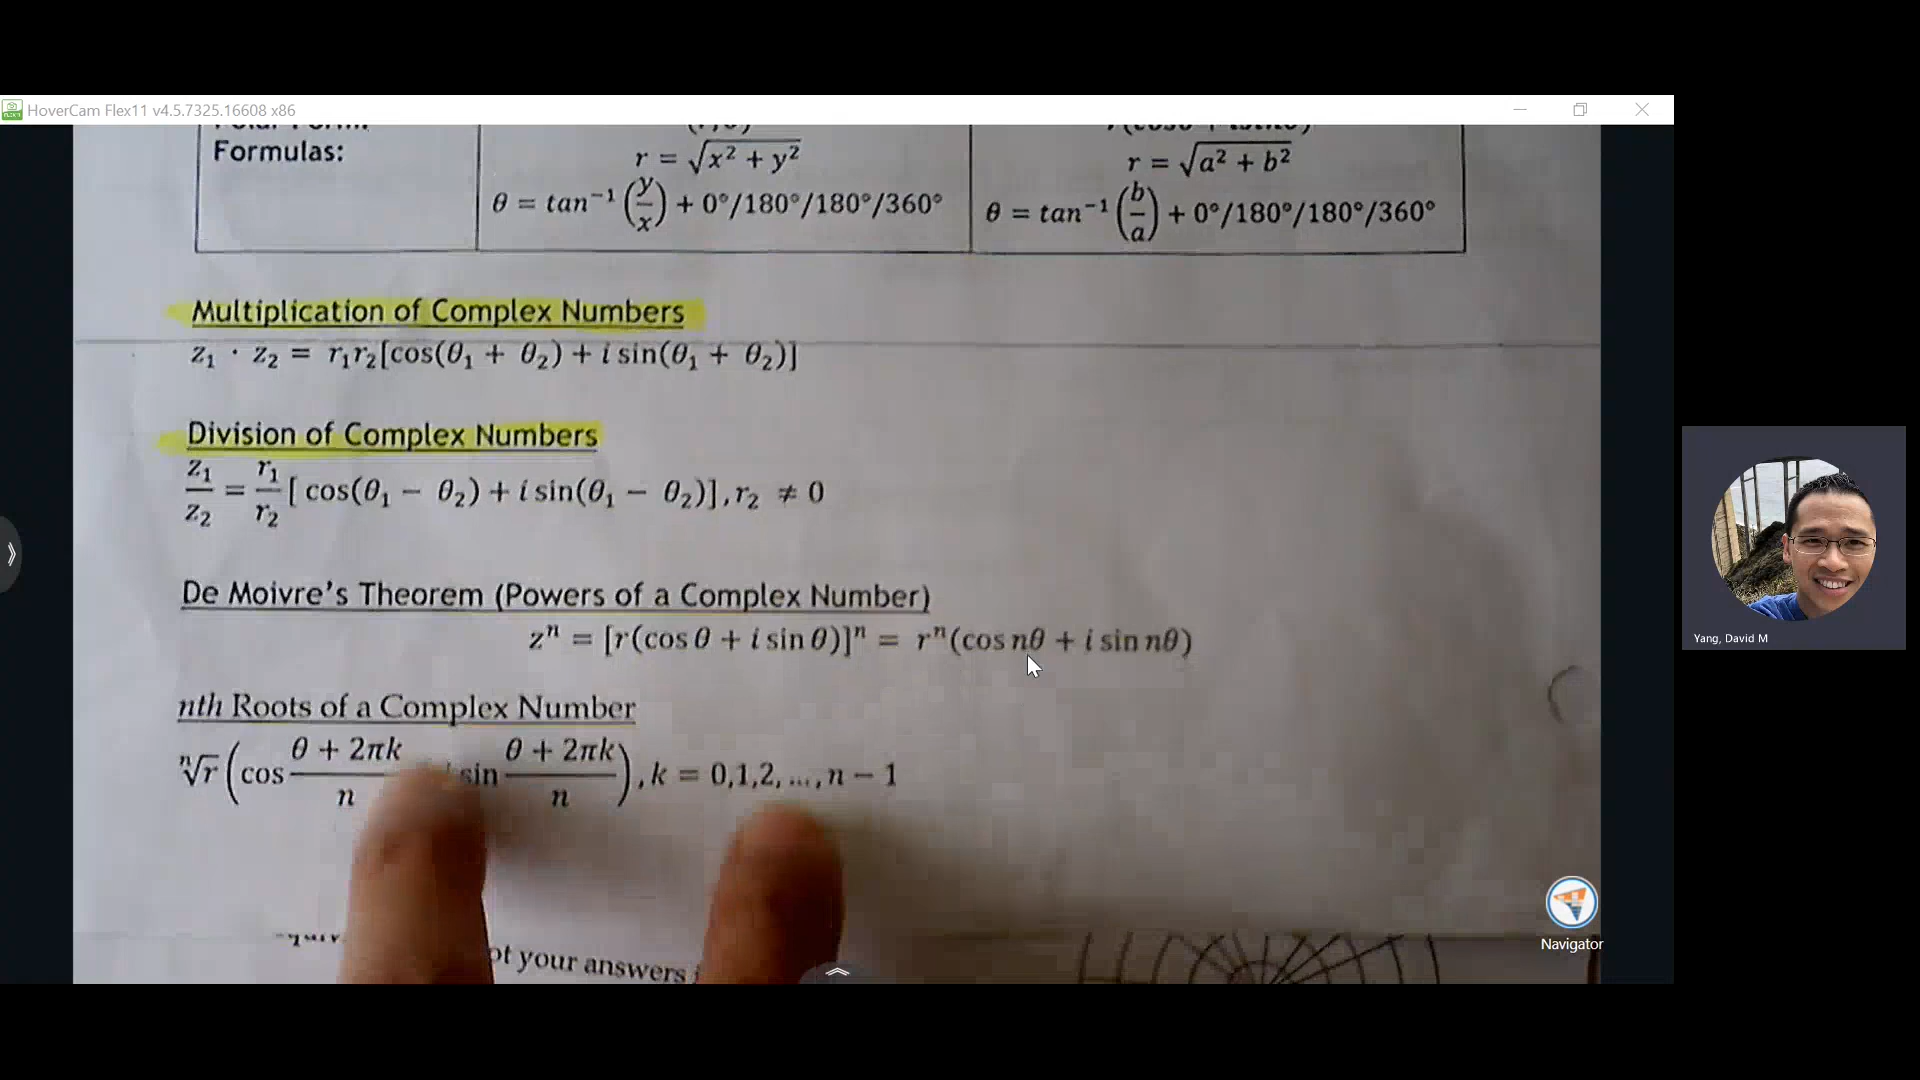 HoverCam Flex11 v4.5.7325.16608 x86
Formulas:
r = √(x² + y²)
r = √(a² + b²)
θ = tan⁻¹(y/x) + 0°/180°/180°/360°
θ = tan⁻¹(b/a) + 0°/180°/180°/360°
Multiplication of Complex Numbers
z₁ · z₂ = r₁r₂[cos(θ₁ + θ₂) + i sin(θ₁ + θ₂)]
Division of Complex Numbers
z₁/z₂ = r₁/r₂ [ cos(θ₁ − θ₂) + i sin(θ₁ − θ₂)], r₂ ≠ 0
De Moivre's Theorem (Powers of a Complex Number)
zⁿ = [r(cos θ + i sin θ)]ⁿ = rⁿ(cos nθ + i sin nθ)
nth Roots of a Complex Number
ⁿ√r (cos (θ + 2πk)/n sin (θ + 2πk)/n), k = 0,1,2, ..., n − 1
your answers
Navigator
Yang, David M